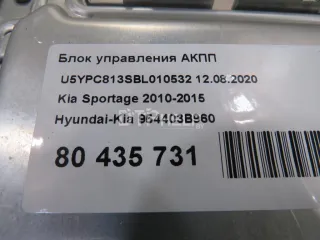 Блок управления АКПП
U5YPC813SBL010532 12.08.2020
Kia Sportage 2010-2015
Hyundai-Kia 954403B960
80 435 731